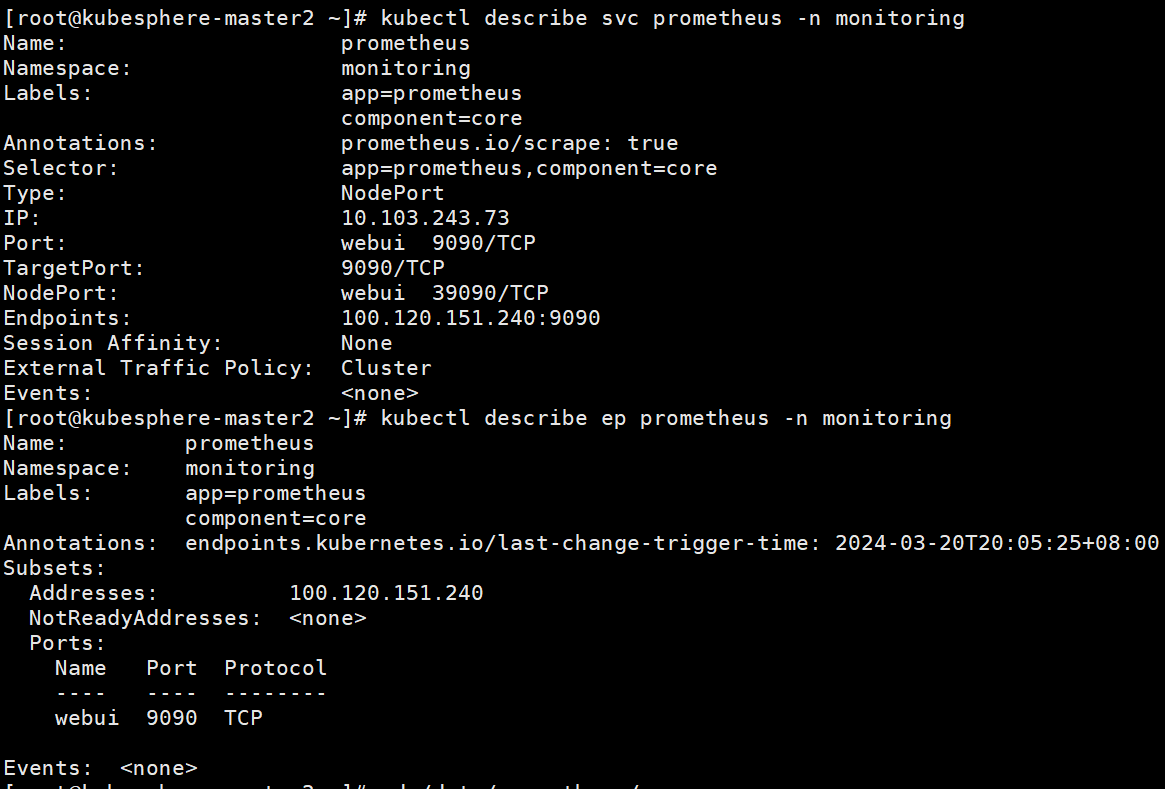 [root@kubesphere-master2 ~]# kubectl describe svc prometheus -n monitoring
Name:                     prometheus
Namespace:                monitoring
Labels:                   app=prometheus
                          component=core
Annotations:              prometheus.io/scrape: true
Selector:                 app=prometheus,component=core
Type:                     NodePort
IP:                       10.103.243.73
Port:                     webui  9090/TCP
TargetPort:               9090/TCP
NodePort:                 webui  39090/TCP
Endpoints:                100.120.151.240:9090
Session Affinity:         None
External Traffic Policy:  Cluster
Events:                   <none>
[root@kubesphere-master2 ~]# kubectl describe ep prometheus -n monitoring
Name:         prometheus
Namespace:    monitoring
Labels:       app=prometheus
              component=core
Annotations:  endpoints.kubernetes.io/last-change-trigger-time: 2024-03-20T20:05:25+08:00
Subsets:
  Addresses:          100.120.151.240
  NotReadyAddresses:  <none>
  Ports:
    Name   Port  Protocol
    ----   ----  --------
    webui  9090  TCP
Events:  <none>